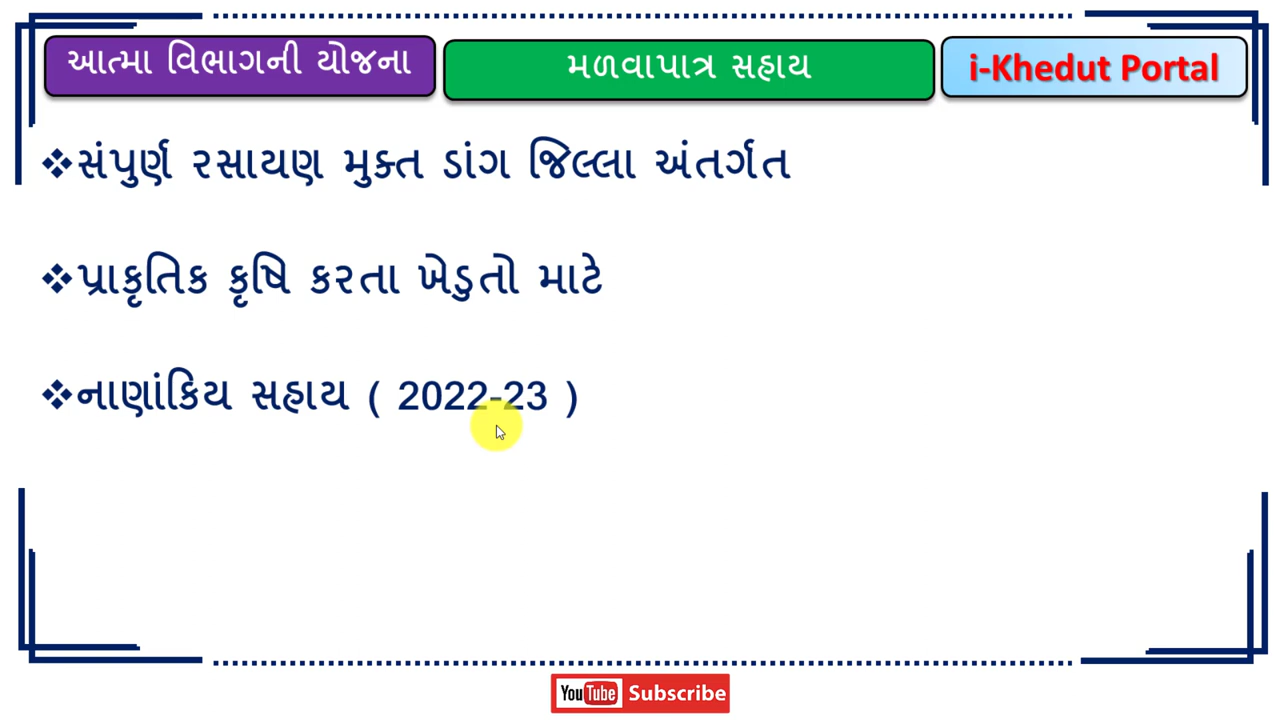 આત્મા વિભાગની યોજના
મળવાપાત્ર સહાય
i-Khedut Portal
❖સંપુર્ણ રસાયણ મુક્ત ડાંગ જિલ્લા અંતર્ગત
❖પ્રાકૃતિક કૃષિ કરતા ખેડુતો માટે
❖નાણાંકિય સહાય ( 2022-23 )
YouTube Subscribe